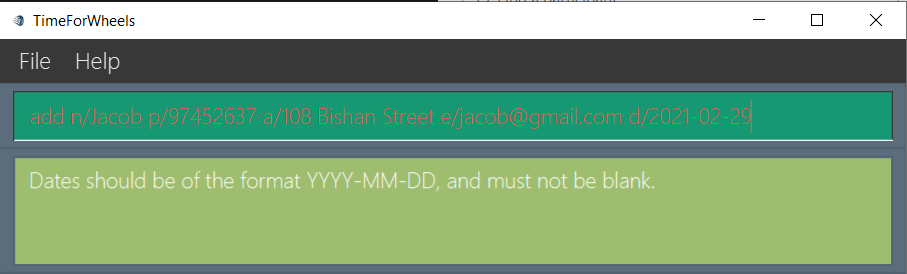 TimeForWheels
File Help
add n/Jacob p/97452637 a/108 Bishan Street e/jacob@gmail.com d/2021-02-29
Dates should be of the format YYYY-MM-DD, and must not be blank.